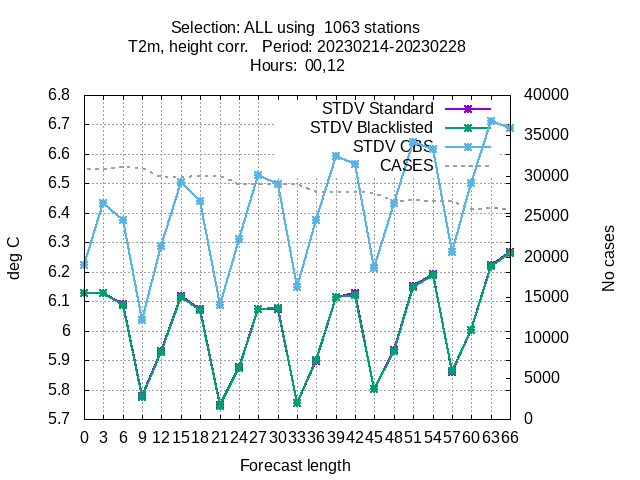 Selection: ALL using  1063 stations
T2m, height corr.   Period: 20230214-20230228
Hours:  00,12
STDV Standard
STDV Blacklisted
STDV OBS
CASES
deg C
6.8
6.7
6.6
6.5
6.4
6.3
6.2
6.1
6
5.9
5.8
5.7
No cases
40000
35000
30000
25000
20000
15000
10000
5000
0
0 3 6 9 12 15 18 21 24 27 30 33 36 39 42 45 48 51 54 57 60 63 66
Forecast length